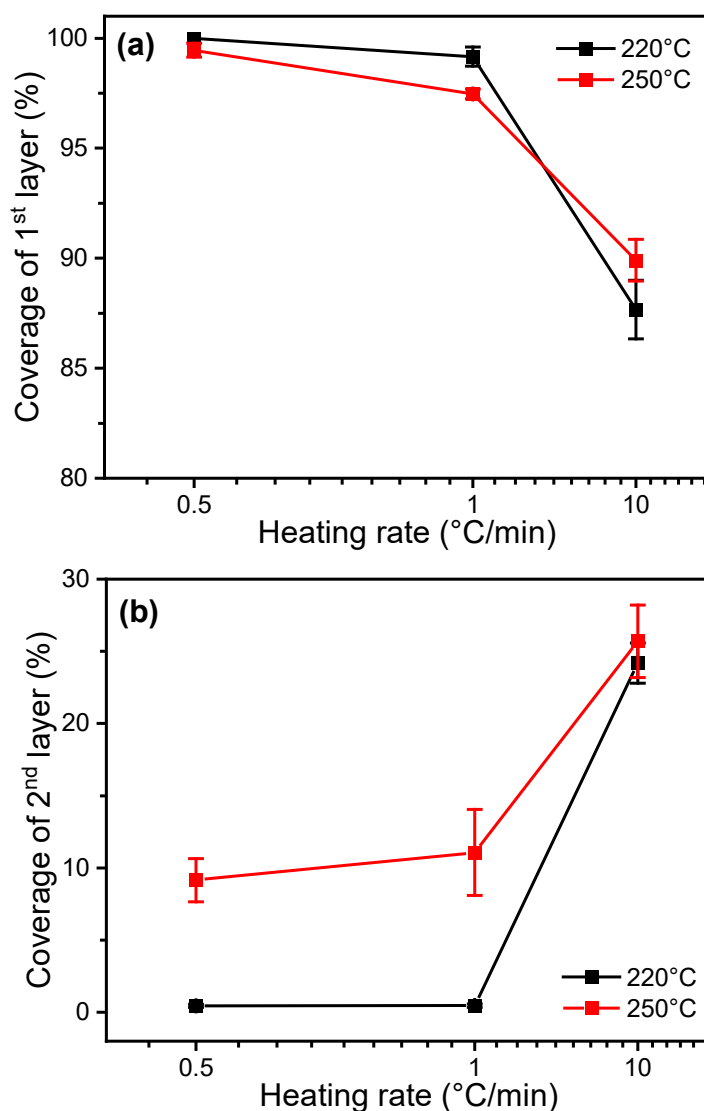 (a)
220°C
250°C
100
95
90
85
80
Coverage of 1st layer (%)
0.5
1
10
Heating rate (°C/min)
(b)
30
20
10
0
Coverage of 2nd layer (%)
220°C
250°C
0.5
1
10
Heating rate (°C/min)